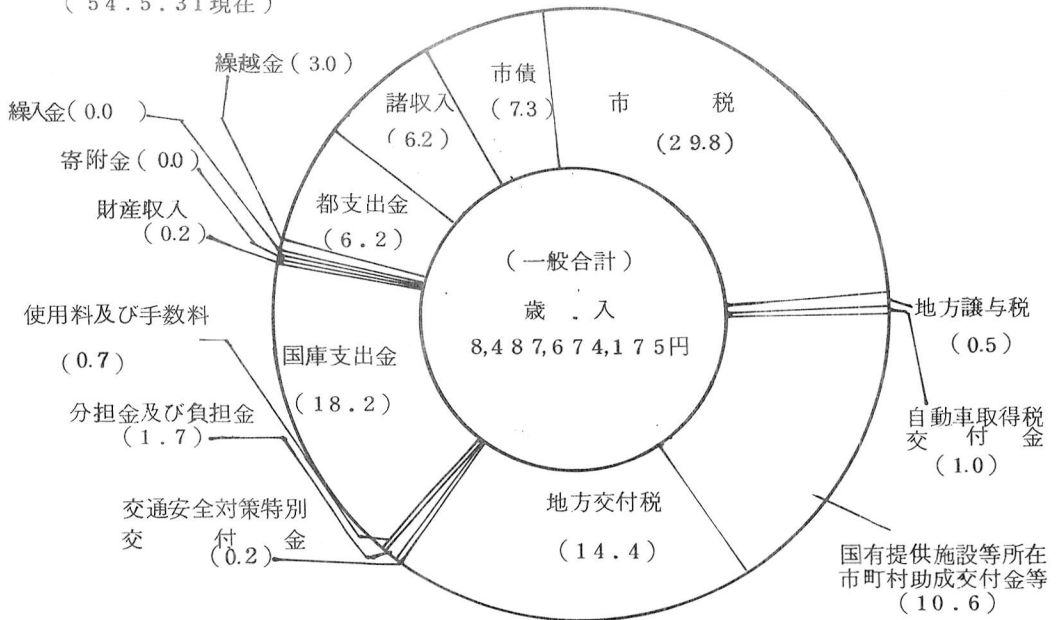 （54.5.31現在）
繰越金（3.0）
繰入金（0.0　）
寄附金（0.0）
財産収入
（0.2）
使用料及び手数料
（0.7）
分担金及び負担金
（1.7）
交通安全対策特別
交　付　金
（0.2）
市債
（7.3）
諸収入
（6.2）
都支出金
（6.2）
国庫支出金
（18.2）
市　税
（29.8）
（一般合計）
歳．入
8,487,674,175円
地方譲与税
（0.5）
自動車取得税
交　付　金
（1.0）
地方交付税
（14.4）
国有提供施設等所在
市町村助成交付金等
（10.6）